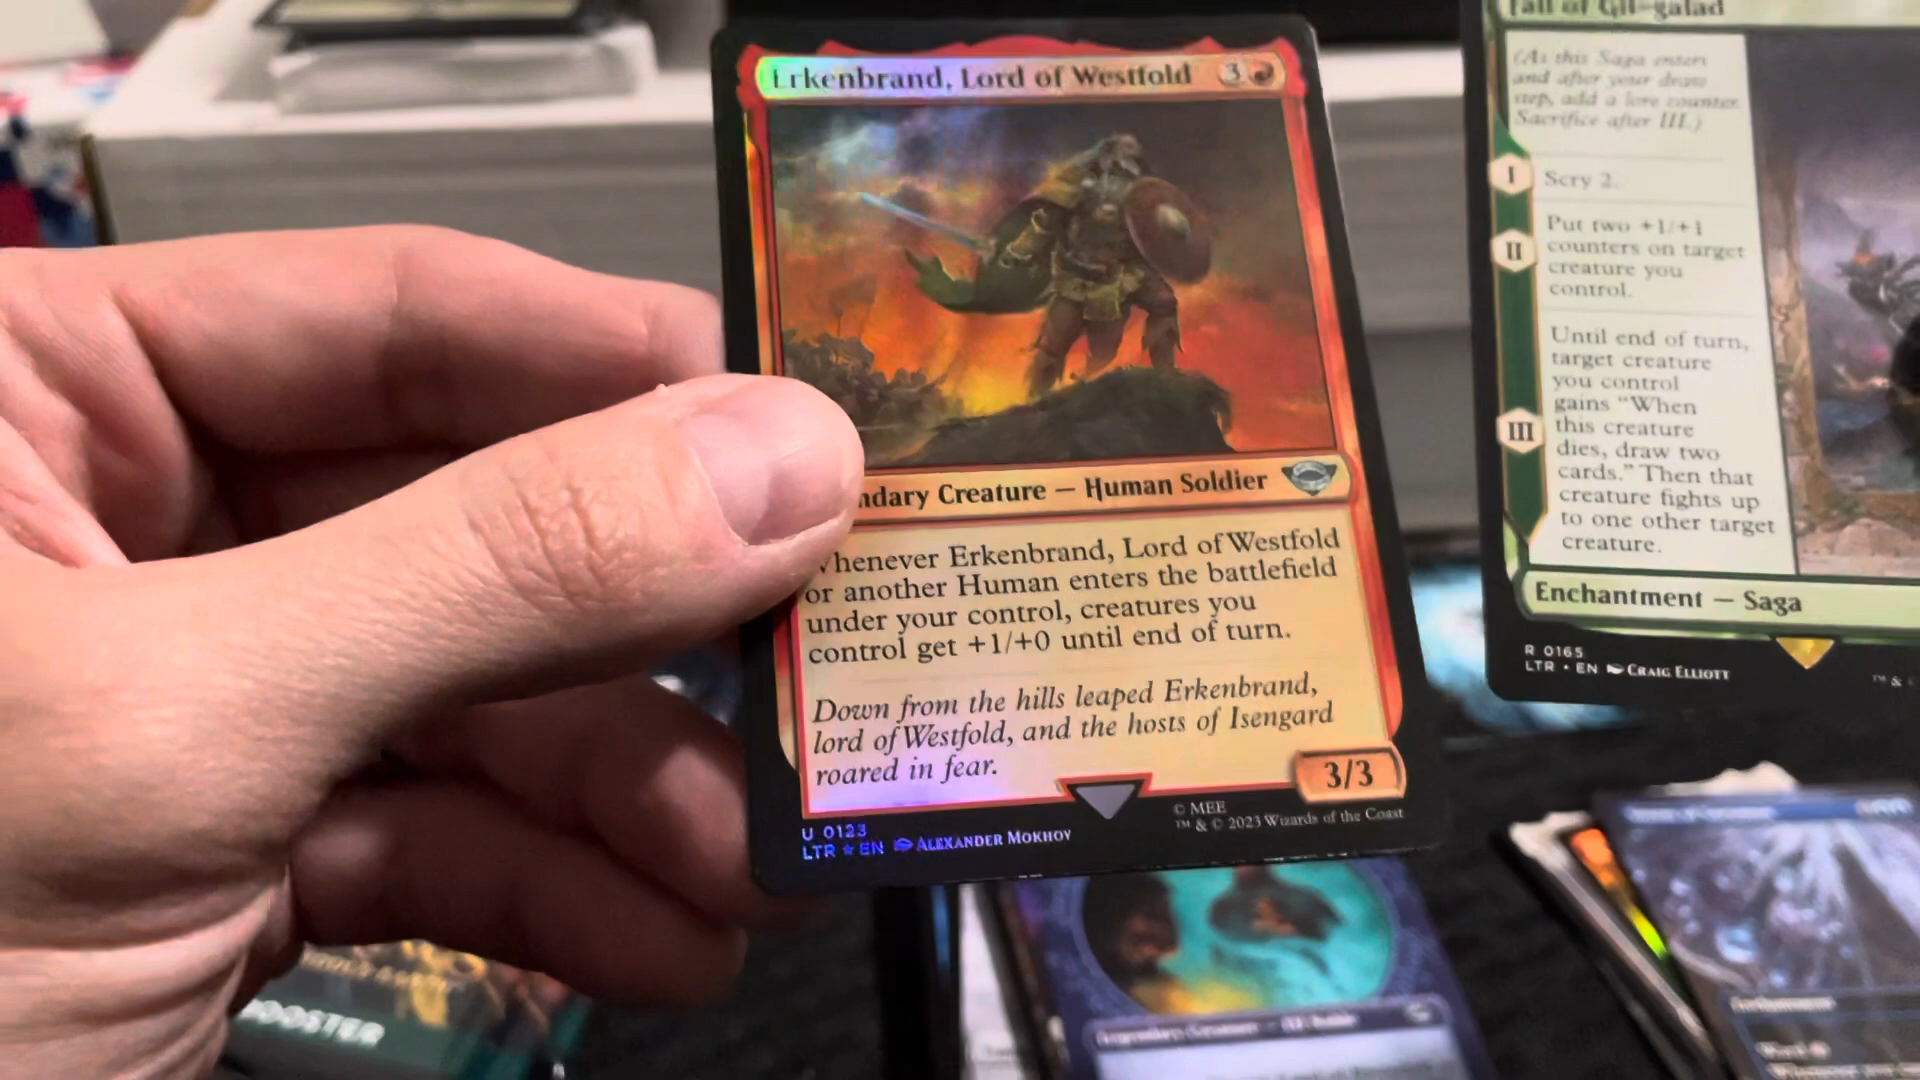 Erkenbrand, Lord of Westfold 3
ndary Creature — Human Soldier
Whenever Erkenbrand, Lord of Westfold
or another Human enters the battlefield
under your control, creatures you
control get +1/+0 until end of turn.
Down from the hills leaped Erkenbrand,
lord of Westfold, and the hosts of Isengard
roared in fear.
3/3
U 0123
LTR ★ EN ALEXANDER MOKHOV
© MEE
™ & © 2023 Wizards of the Coast
Fall of Gil-galad
(As this Saga enters
and after your draw
step, add a lore counter.
Sacrifice after III.)
I
Scry 2.
II
Put two +1/+1
counters on target
creature you
control.
III
Until end of turn,
target creature
you control
gains “When
this creature
dies, draw two
cards.” Then that
creature fights up
to one other target
creature.
Enchantment — Saga
R 0165
LTR • EN CRAIG ELLIOTT
™ &
BOOSTER
Legendary Creature —
Enchantment